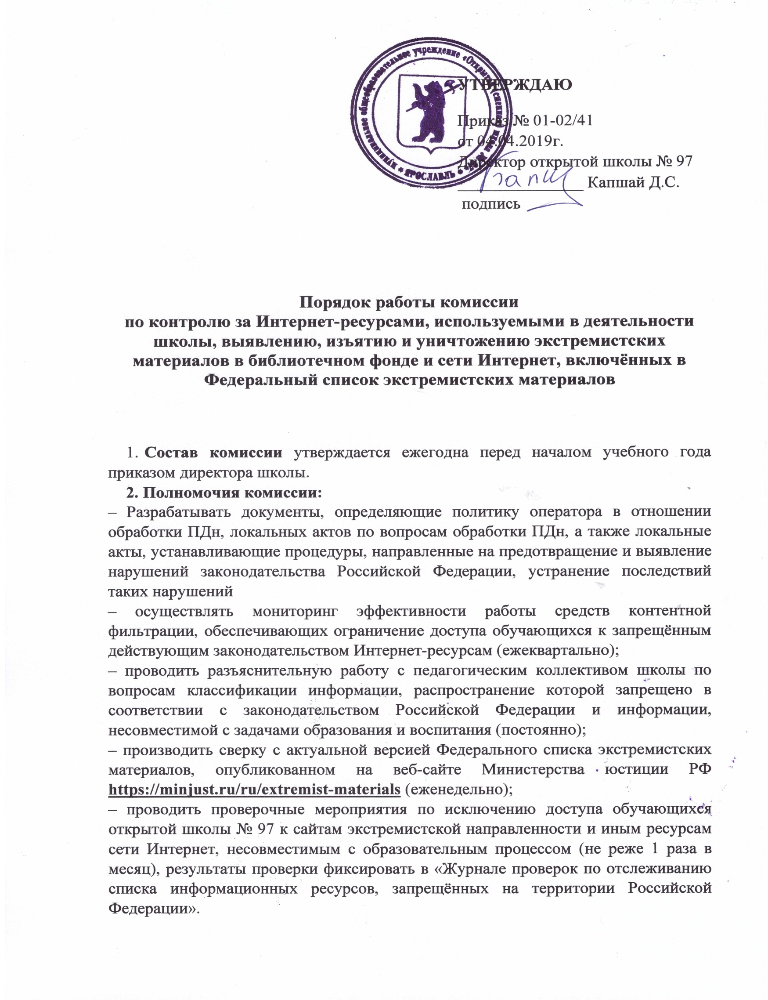 муниципальное общеобразовательное учреждение «Открытая (сменная) школа № 97» * ЯРОСЛАВЛЬ *
УТВЕРЖДАЮ
Приказ № 01-02/41
от 04.04.2019г.
Директор открытой школы № 97
Капшай Д.С.
подпись
Порядок работы комиссии
по контролю за Интернет-ресурсами, используемыми в деятельности
школы, выявлению, изъятию и уничтожению экстремистских
материалов в библиотечном фонде и сети Интернет, включённых в
Федеральный список экстремистских материалов
1. Состав комиссии утверждается ежегодна перед началом учебного года
приказом директора школы.
2. Полномочия комиссии:
– Разрабатывать документы, определяющие политику оператора в отношении
обработки ПДн, локальных актов по вопросам обработки ПДн, а также локальные
акты, устанавливающие процедуры, направленные на предотвращение и выявление
нарушений законодательства Российской Федерации, устранение последствий
таких нарушений
– осуществлять мониторинг эффективности работы средств контентной
фильтрации, обеспечивающих ограничение доступа обучающихся к запрещённым
действующим законодательством Интернет-ресурсам (ежеквартально);
– проводить разъяснительную работу с педагогическим коллективом школы по
вопросам классификации информации, распространение которой запрещено в
соответствии с законодательством Российской Федерации и информации,
несовместимой с задачами образования и воспитания (постоянно);
– производить сверку с актуальной версией Федерального списка экстремистских
материалов, опубликованном на веб-сайте Министерства юстиции РФ
https://minjust.ru/ru/extremist-materials (еженедельно);
– проводить проверочные мероприятия по исключению доступа обучающихся
открытой школы № 97 к сайтам экстремистской направленности и иным ресурсам
сети Интернет, несовместимым с образовательным процессом (не реже 1 раза в
месяц), результаты проверки фиксировать в «Журнале проверок по отслеживанию
списка информационных ресурсов, запрещённых на территории Российской
Федерации».